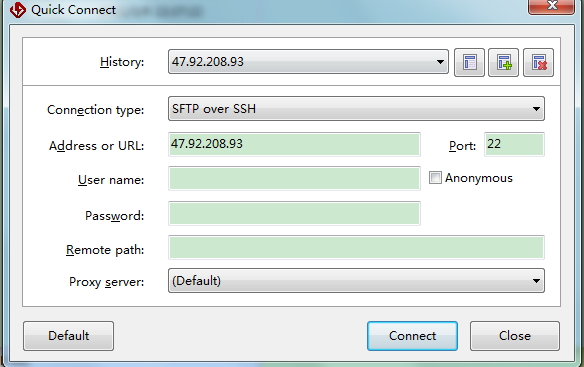 Quick Connect
History: 47.92.208.93
Connection type: SFTP over SSH
Address or URL: 47.92.208.93 Port: 22
User name: Anonymous
Password:
Remote path:
Proxy server: (Default)
Default Connect Close